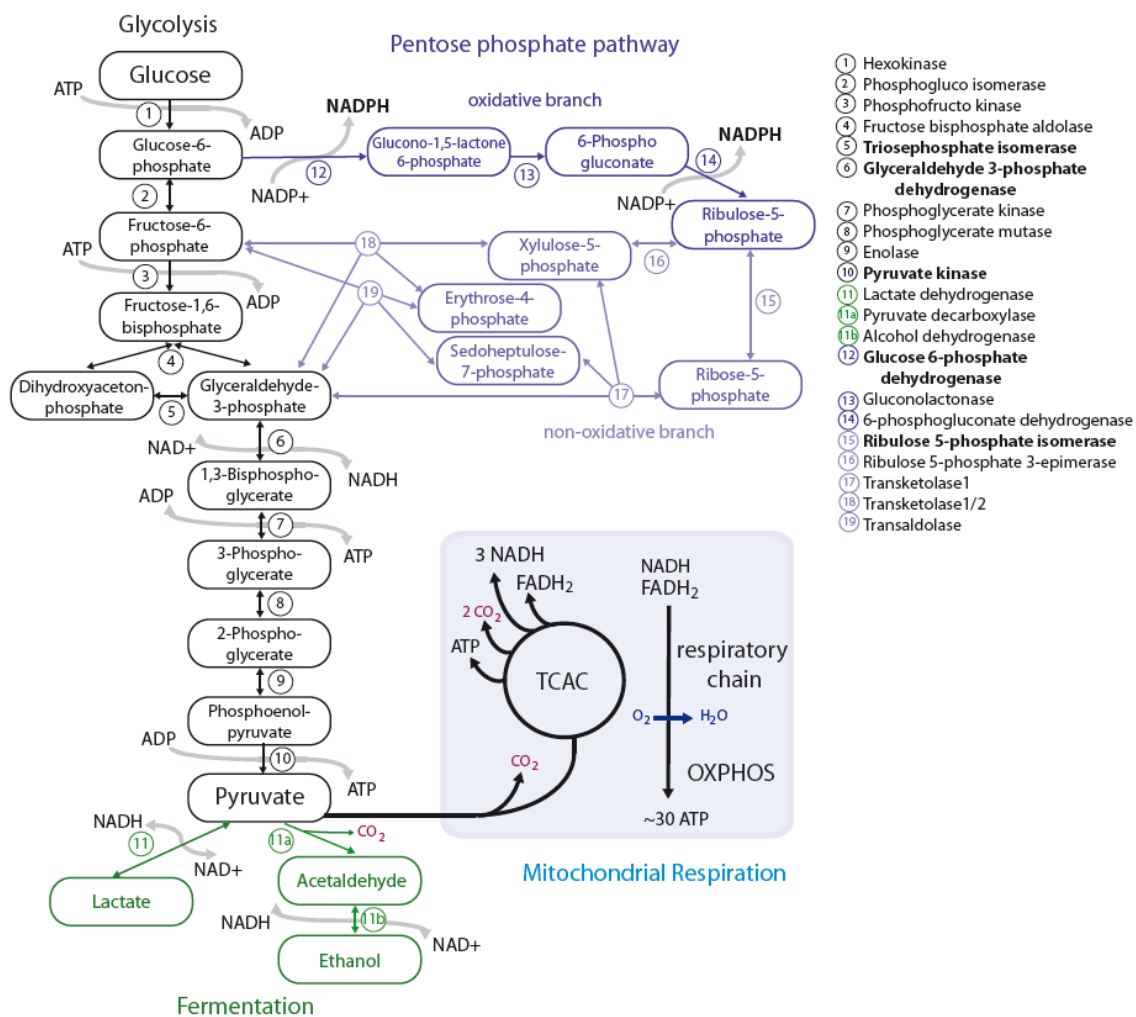 Glycolysis
Pentose phosphate pathway
Glucose
ATP
1
ADP
oxidative branch
NADPH
NADPH
Glucose-6-
phosphate
12
NADP+
Glucono-1,5-lactone
6-phosphate
13
6-Phospho
gluconate
14
NADP+
2
Ribulose-5-
phosphate
Fructose-6-
phosphate
18
Xylulose-5-
phosphate
16
ATP
3
ADP
19
Erythrose-4-
phosphate
15
Fructose-1,6-
bisphosphate
4
Sedoheptulose-
7-phosphate
Dihydroxyaceton-
phosphate
5
Glyceraldehyde-
3-phosphate
17
Ribose-5-
phosphate
non-oxidative branch
NAD+
6
NADH
1,3-Bisphospho-
glycerate
ADP
7
ATP
3-Phospho-
glycerate
8
2-Phospho-
glycerate
9
Phosphoenol-
pyruvate
ADP
10
ATP
Pyruvate
NADH
11
NAD+
11a
CO2
Lactate
Acetaldehyde
NADH
11b
NAD+
Ethanol
Fermentation
3 NADH
FADH2
2 CO2
ATP
TCAC
CO2
NADH
FADH2
respiratory
chain
O2
H2O
OXPHOS
~30 ATP
Mitochondrial Respiration
1 Hexokinase
2 Phosphogluco isomerase
3 Phosphofructo kinase
4 Fructose bisphosphate aldolase
5 Triosephosphate isomerase
6 Glyceraldehyde 3-phosphate
dehydrogenase
7 Phosphoglycerate kinase
8 Phosphoglycerate mutase
9 Enolase
10 Pyruvate kinase
11 Lactate dehydrogenase
11a Pyruvate decarboxylase
11b Alcohol dehydrogenase
12 Glucose 6-phosphate
dehydrogenase
13 Gluconolactonase
14 6-phosphogluconate dehydrogenase
15 Ribulose 5-phosphate isomerase
16 Ribulose 5-phosphate 3-epimerase
17 Transketolase1
18 Transketolase1/2
19 Transaldolase